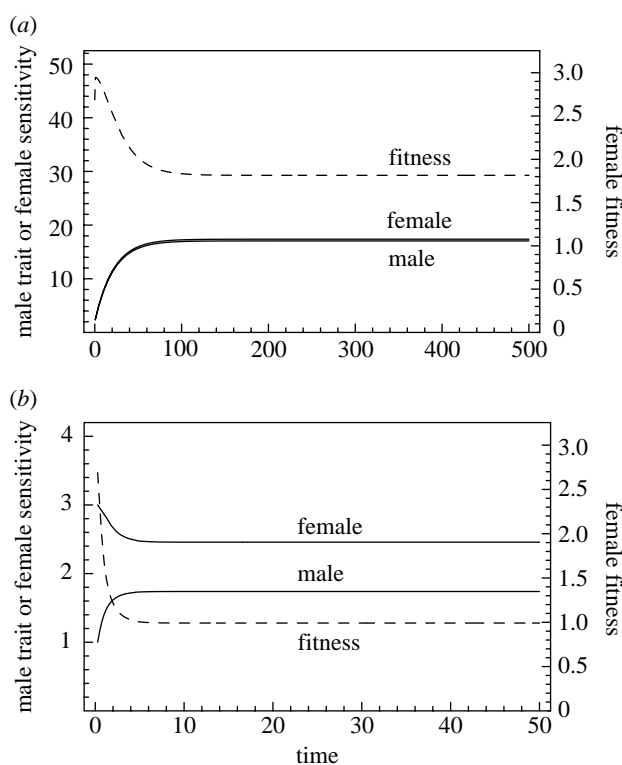 (a)
male trait or female sensitivity
50
40
30
20
10
fitness
female
male
3.0
2.5
2.0
1.5
1.0
0.5
0
female fitness
0 100 200 300 400 500
(b)
male trait or female sensitivity
4
3
2
1
female
male
fitness
3.0
2.5
2.0
1.5
1.0
0.5
0
female fitness
0 10 20 30 40 50
time